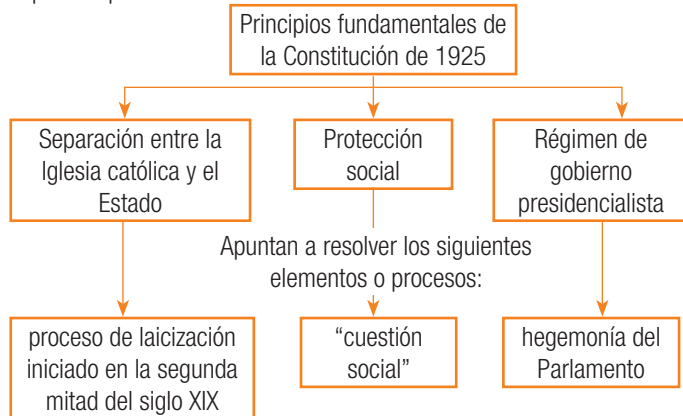 Principios fundamentales de
la Constitución de 1925
Separación entre la
Iglesia católica y el
Estado
Protección
social
Régimen de
gobierno
presidencialista
Apuntan a resolver los siguientes
elementos o procesos:
proceso de laicización
iniciado en la segunda
mitad del siglo XIX
“cuestión
social”
hegemonía del
Parlamento